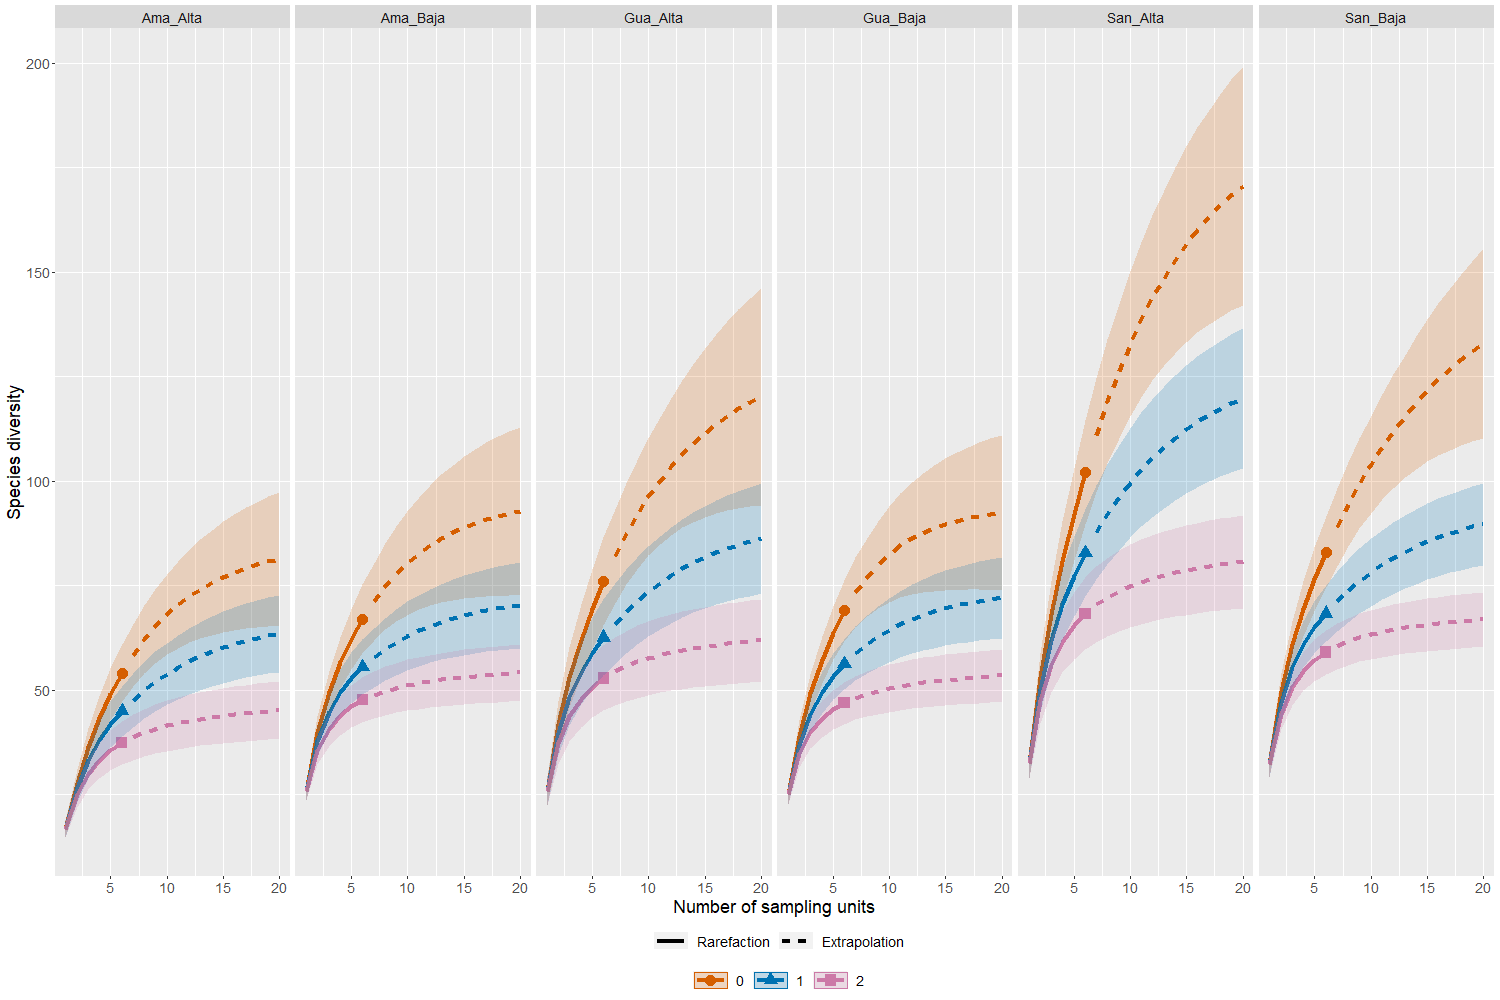 Ama_Alta Ama_Baja Gua_Alta Gua_Baja San_Alta San_Baja
200
150
100
50
Species diversity
5 10 15 20 5 10 15 20 5 10 15 20 5 10 15 20 5 10 15 20 5 10 15 20
Number of sampling units
Rarefaction Extrapolation
0 1 2